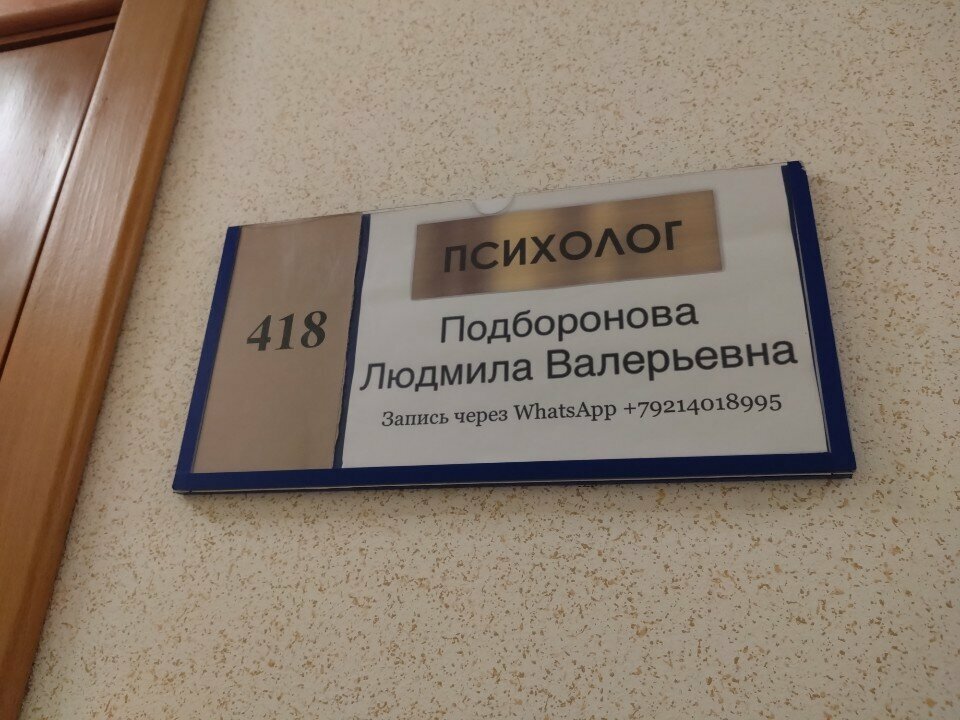 418
ПСИХОЛОГ
Подборонова
Людмила Валерьевна
Запись через WhatsApp +79214018995